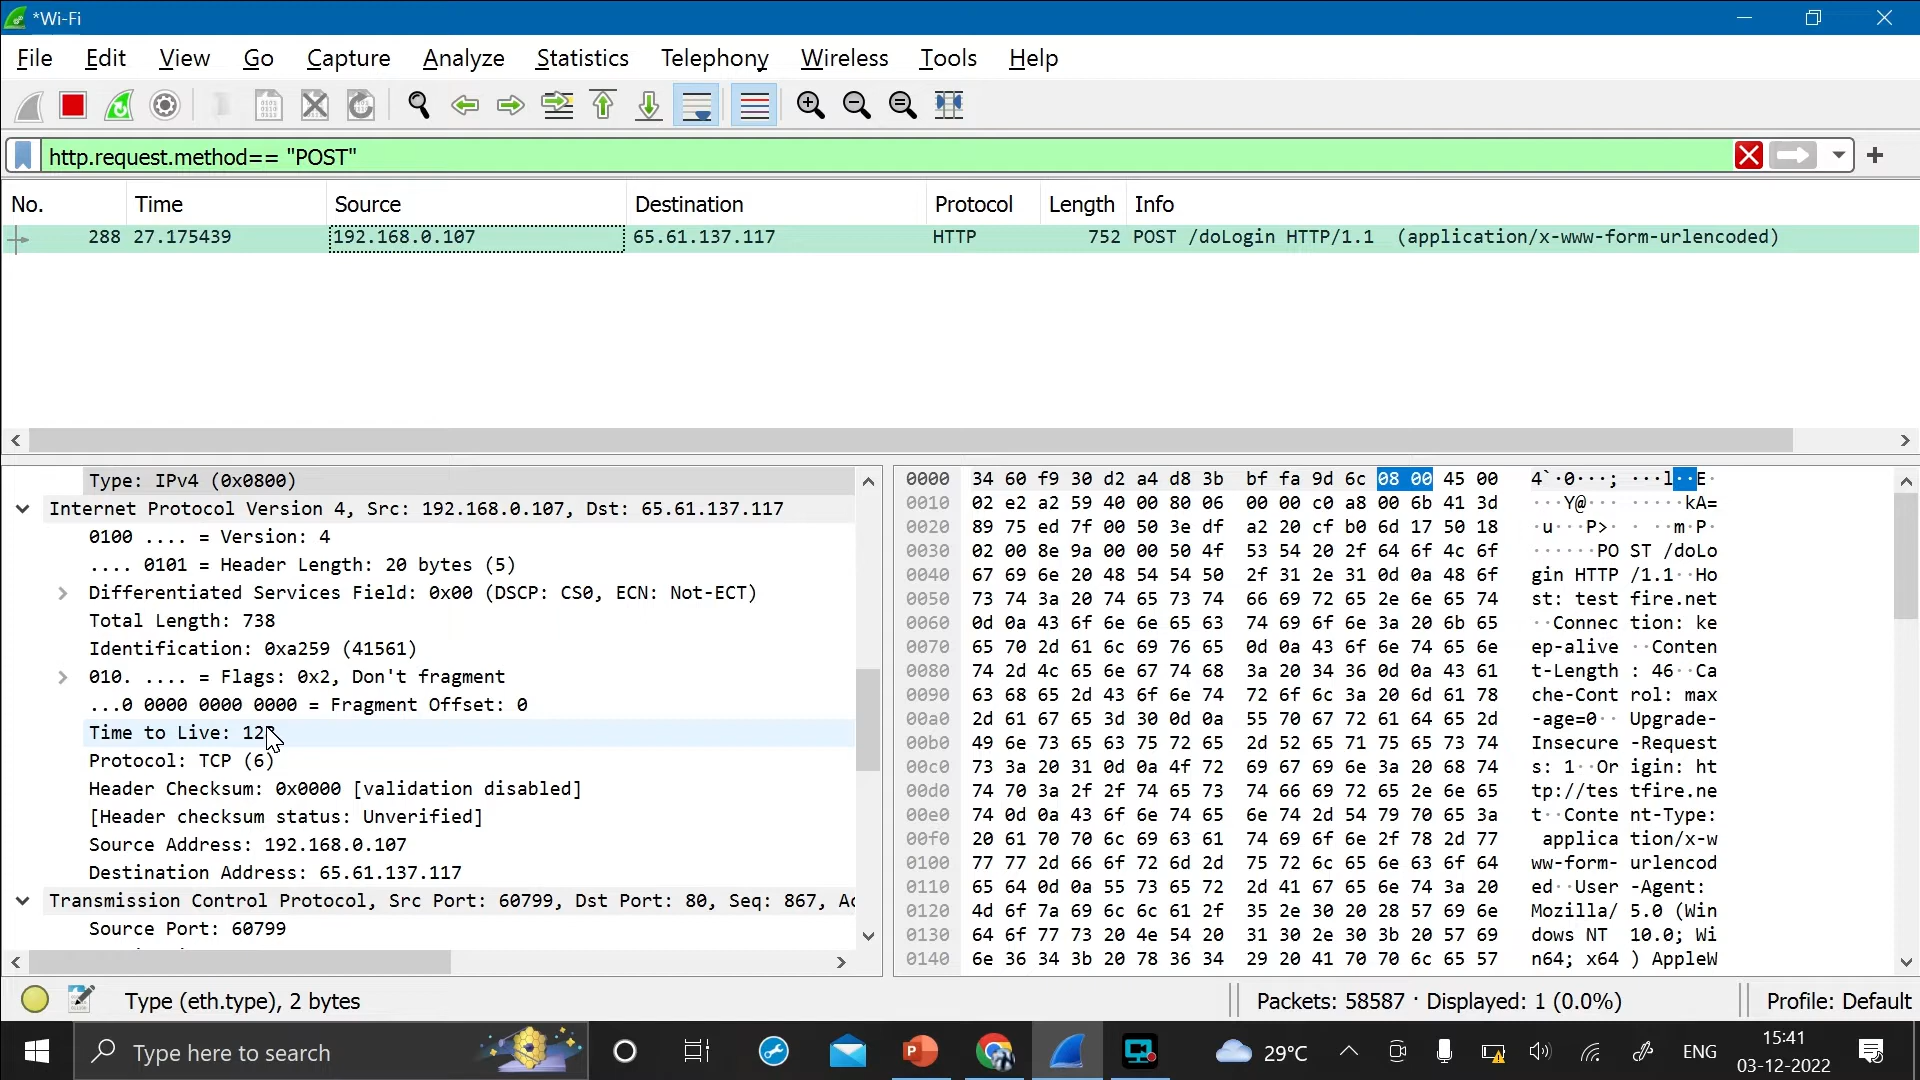 *Wi-Fi
File Edit View Go Capture Analyze Statistics Telephony Wireless Tools Help
http.request.method== "POST"
No. Time Source Destination Protocol Length Info
288 27.175439 192.168.0.107 65.61.137.117 HTTP 752 POST /doLogin HTTP/1.1 (application/x-www-form-urlencoded)
Type: IPv4 (0x0800)
Internet Protocol Version 4, Src: 192.168.0.107, Dst: 65.61.137.117
0100 .... = Version: 4
.... 0101 = Header Length: 20 bytes (5)
Differentiated Services Field: 0x00 (DSCP: CS0, ECN: Not-ECT)
Total Length: 738
Identification: 0xa259 (41561)
010. .... = Flags: 0x2, Don't fragment
...0 0000 0000 0000 = Fragment Offset: 0
Time to Live:
Protocol: TCP (6)
Header Checksum: 0x0000 [validation disabled]
[Header checksum status: Unverified]
Source Address: 192.168.0.107
Destination Address: 65.61.137.117
Transmission Control Protocol, Src Port: 60799, Dst Port: 80, Seq: 867, Ac
Source Port: 60799
0000 34 60 f9 30 d2 a4 d8 3b bf fa 9d 6c 08 00 45 00 4`·0···; ···l··E·
0010 02 e2 a2 59 40 00 80 06 00 00 c0 a8 00 6b 41 3d ···Y@··· ·····kA=
0020 89 75 ed 7f 00 50 3e df a2 20 cf b0 6d 17 50 18 ·u···P>· · ··m·P·
0030 02 00 8e 9a 00 00 50 4f 53 54 20 2f 64 6f 4c 6f ······PO ST /doLo
0040 67 69 6e 20 48 54 54 50 2f 31 2e 31 0d 0a 48 6f gin HTTP /1.1··Ho
0050 73 74 3a 20 74 65 73 74 66 69 72 65 2e 6e 65 74 st: test fire.net
0060 0d 0a 43 6f 6e 6e 65 63 74 69 6f 6e 3a 20 6b 65 ··Connec tion: ke
0070 65 70 2d 61 6c 69 76 65 0d 0a 43 6f 6e 74 65 6e ep-alive ··Conten
0080 74 2d 4c 65 6e 67 74 68 3a 20 34 36 0d 0a 43 61 t-Length : 46··Ca
0090 63 68 65 2d 43 6f 6e 74 72 6f 6c 3a 20 6d 61 78 che-Cont rol: max
00a0 2d 61 67 65 3d 30 0d 0a 55 70 67 72 61 64 65 2d -age=0·· Upgrade-
00b0 49 6e 73 65 63 75 72 65 2d 52 65 71 75 65 73 74 Insecure -Request
00c0 73 3a 20 31 0d 0a 4f 72 69 67 69 6e 3a 20 68 74 s: 1··Or igin: ht
00d0 74 70 3a 2f 2f 74 65 73 74 66 69 72 65 2e 6e 65 tp://tes tfire.ne
00e0 74 0d 0a 43 6f 6e 74 65 6e 74 2d 54 79 70 65 3a t··Conte nt-Type:
00f0 20 61 70 70 6c 69 63 61 74 69 6f 6e 2f 78 2d 77 applica tion/x-w
0100 77 77 2d 66 6f 72 6d 2d 75 72 6c 65 6e 63 6f 64 ww-form- urlencod
0110 65 64 0d 0a 55 73 65 72 2d 41 67 65 6e 74 3a 20 ed··User -Agent:
0120 4d 6f 7a 69 6c 6c 61 2f 35 2e 30 20 28 57 69 6e Mozilla/ 5.0 (Win
0130 64 6f 77 73 20 4e 54 20 31 30 2e 30 3b 20 57 69 dows NT 10.0; Wi
0140 6e 36 34 3b 20 78 36 34 29 20 41 70 70 6c 65 57 n64; x64 ) AppleW
Type (eth.type), 2 bytes Packets: 58587 · Displayed: 1 (0.0%) Profile: Default
Type here to search 29°C ENG 15:41
03-12-2022